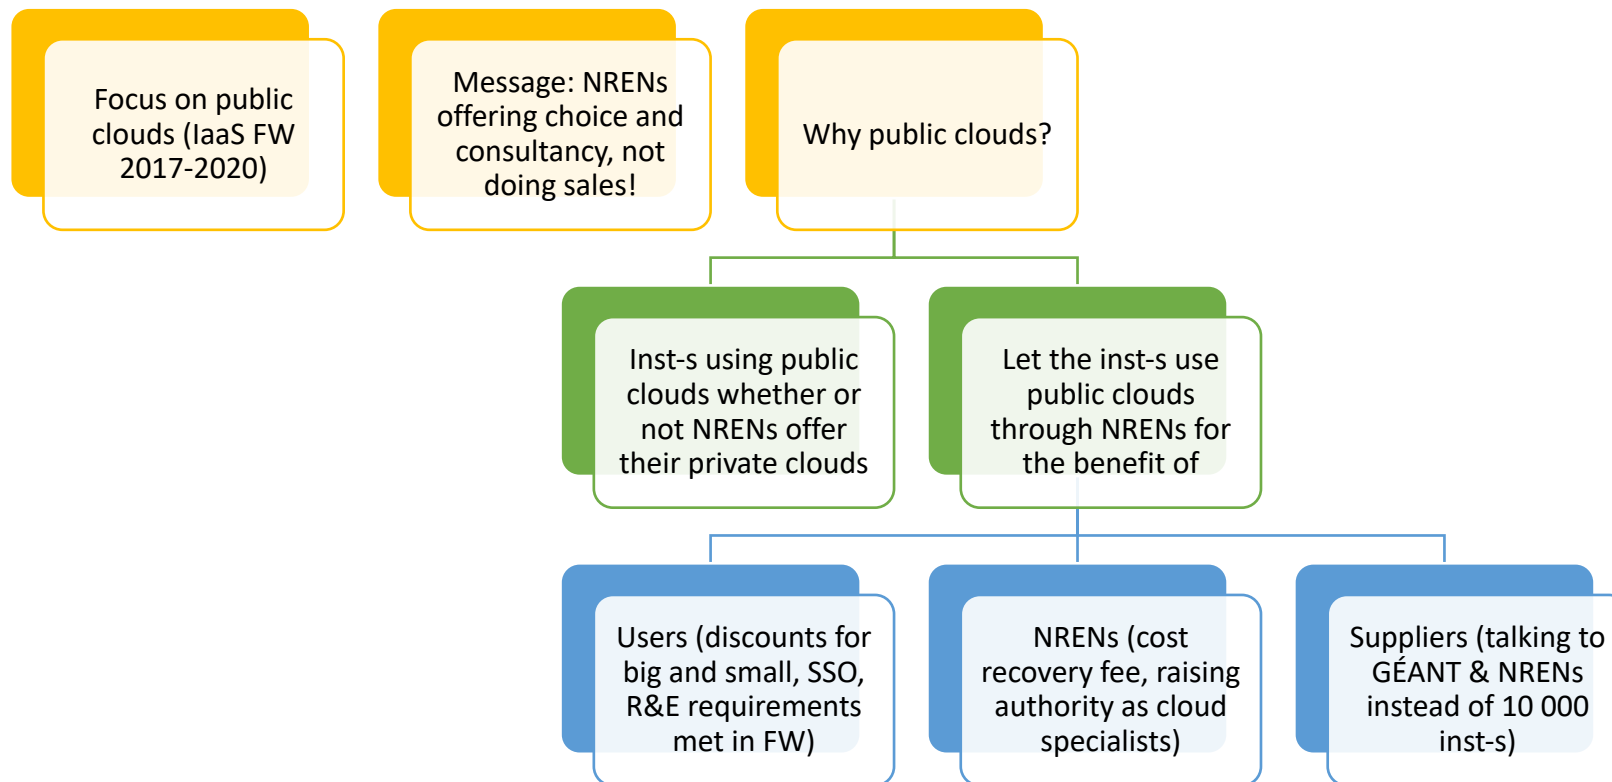 Focus on public
clouds (IaaS FW
2017-2020)
Message: NRENs
offering choice and
consultancy, not
doing sales!
Why public clouds?
Inst-s using public
clouds whether or
not NRENs offer
their private clouds
Let the inst-s use
public clouds
through NRENs for
the benefit of
Users (discounts for
big and small, SSO,
R&E requirements
met in FW)
NRENs (cost
recovery fee, raising
authority as cloud
specialists)
Suppliers (talking to
GÉANT & NRENs
instead of 10 000
inst-s)